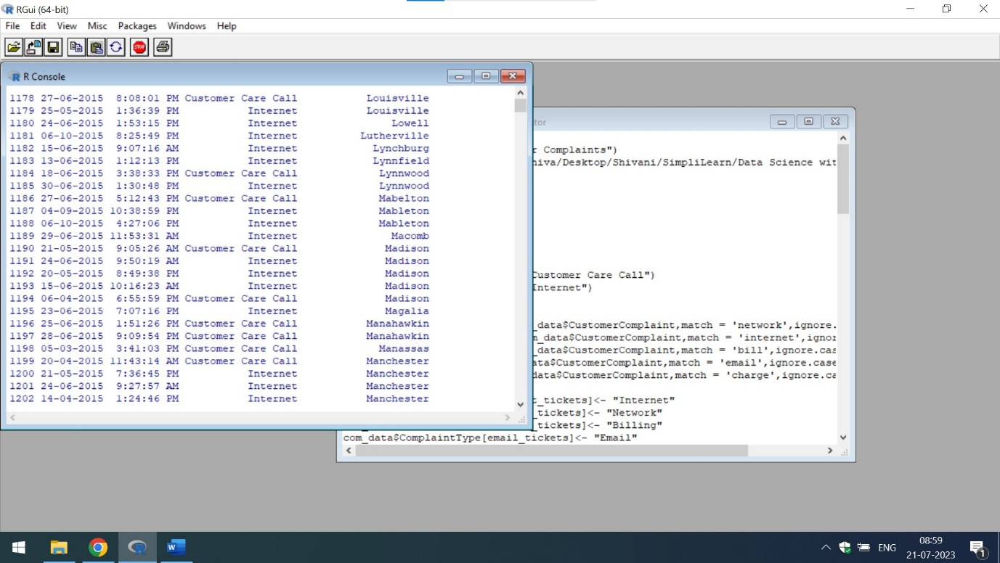 RGui (64-bit)
File Edit View Misc Packages Windows Help
STOP
R Console
1178 27-06-2015 8:08:01 PM Customer Care Call Louisville
1179 25-05-2015 1:36:39 PM Internet Louisville
1180 24-06-2015 1:53:15 PM Internet Lowell
1181 06-10-2015 8:25:49 PM Internet Lutherville
1182 15-06-2015 9:07:16 AM Internet Lynchburg
1183 13-06-2015 1:12:13 PM Internet Lynnfield
1184 18-06-2015 3:38:33 PM Customer Care Call Lynnwood
1185 30-06-2015 1:30:48 PM Internet Lynnwood
1186 27-06-2015 5:12:43 PM Customer Care Call Mabelton
1187 04-09-2015 10:38:59 PM Internet Mableton
1188 06-10-2015 4:27:06 PM Internet Mableton
1189 29-06-2015 11:53:31 AM Internet Macomb
1190 21-05-2015 9:05:26 AM Customer Care Call Madison
1191 24-06-2015 9:50:19 AM Internet Madison
1192 20-05-2015 8:49:38 PM Internet Madison
1193 15-06-2015 10:16:23 AM Internet Madison
1194 06-04-2015 6:55:59 PM Customer Care Call Madison
1195 23-06-2015 7:07:16 PM Internet Magalia
1196 25-06-2015 1:51:26 PM Customer Care Call Manahawkin
1197 28-06-2015 9:09:54 PM Customer Care Call Manahawkin
1198 05-03-2015 3:41:03 PM Customer Care Call Manassas
1199 20-04-2015 11:43:14 AM Customer Care Call Manchester
1200 21-05-2015 7:36:45 PM Internet Manchester
1201 24-06-2015 9:27:57 AM Internet Manchester
1202 14-04-2015 1:24:46 PM Internet Manchester
tor
r Complaints")
hiva/Desktop/Shivani/SimpliLearn/Data Science wit
Customer Care Call")
Internet")
_data$CustomerComplaint,match = 'network',ignore.
m_data$CustomerComplaint,match = 'internet',ignor
_data$CustomerComplaint,match = 'bill',ignore.cas
ata$CustomerComplaint,match = 'email',ignore.case
data$CustomerComplaint,match = 'charge',ignore.ca
t_tickets]<- "Internet"
_tickets]<- "Network"
_tickets]<- "Billing"
com_data$ComplaintType[email_tickets]<- "Email"
ENG
08:59
21-07-2023
1